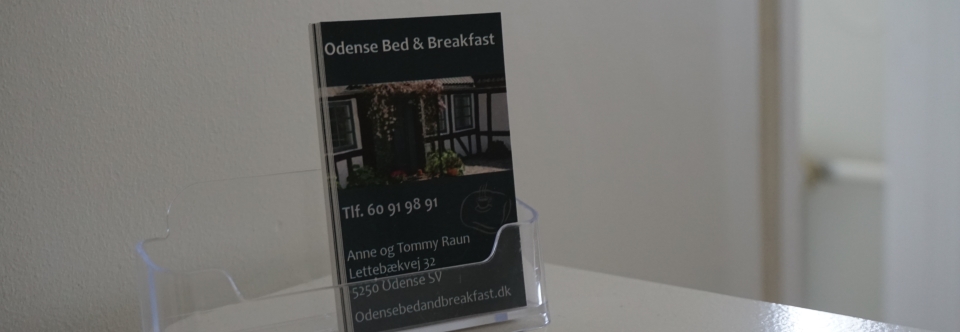 Odense Bed & Breakfast
Tlf. 60 91 98 91
Anne og Tommy Raun
Lettebækvej 32
5250 Odense SV
Odensebedandbreakfast.dk